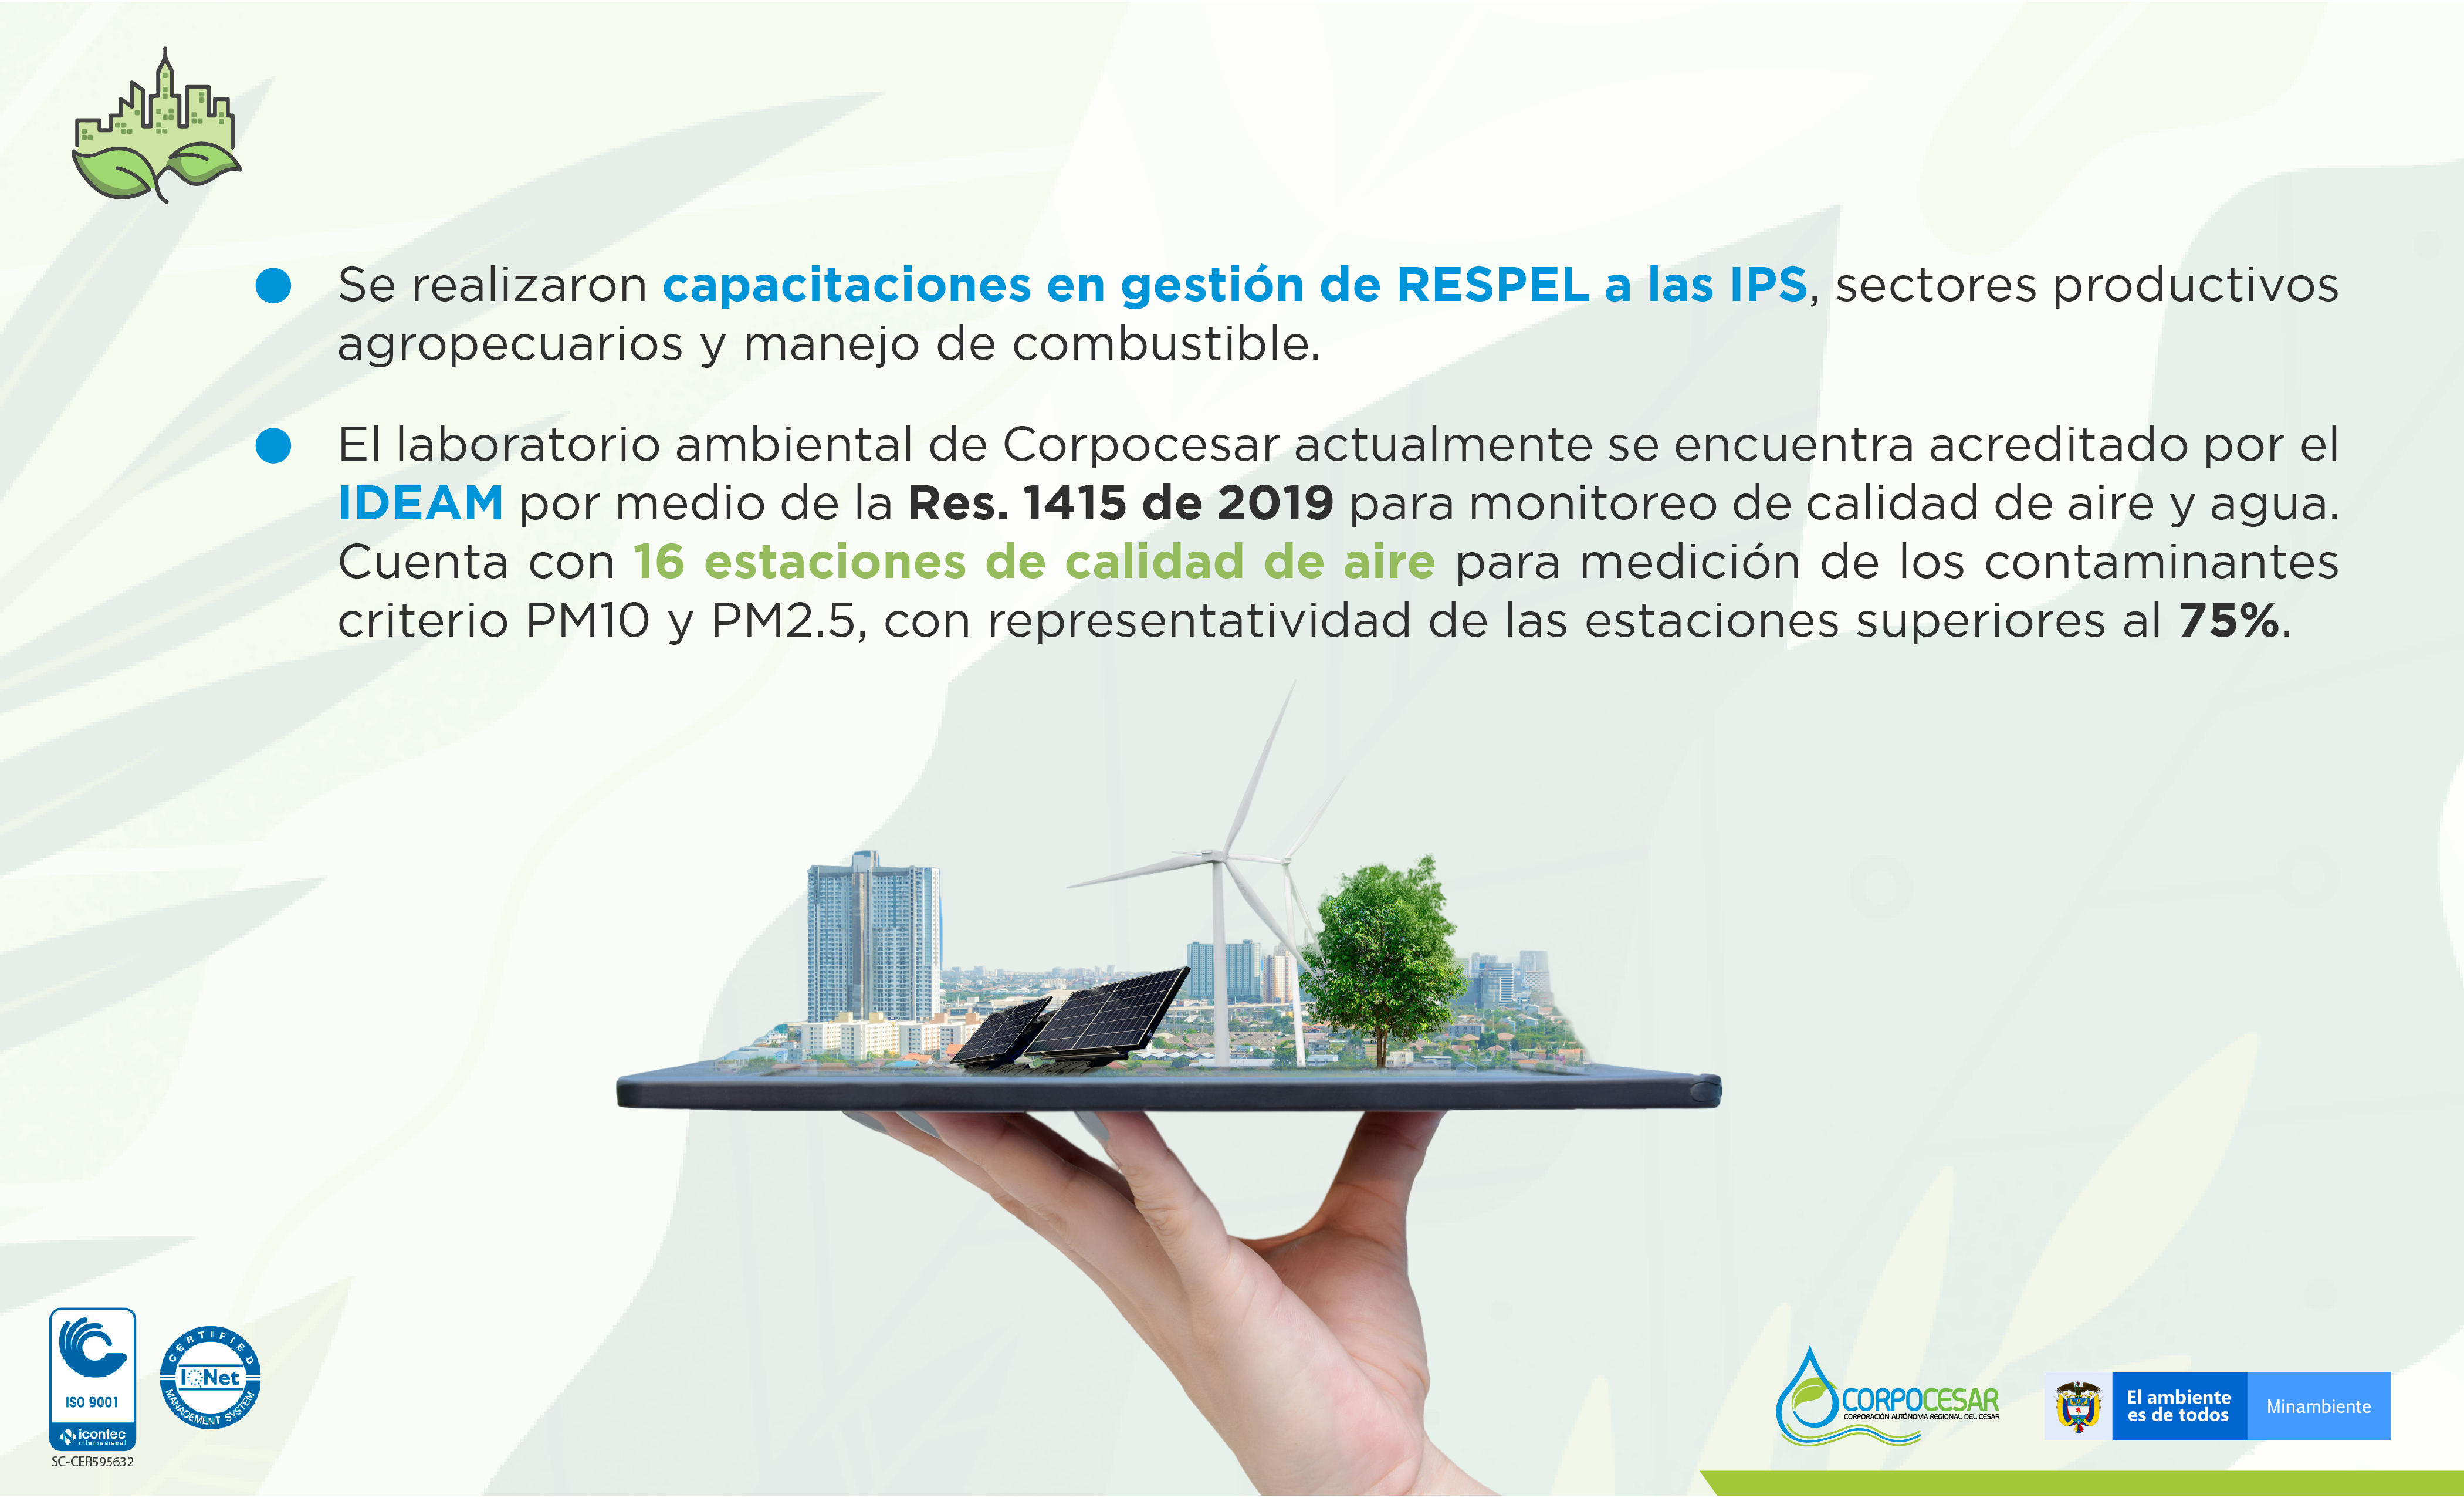 Se realizaron capacitaciones en gestión de RESPEL a las IPS, sectores productivos
agropecuarios y manejo de combustible.
El laboratorio ambiental de Corpocesar actualmente se encuentra acreditado por el
IDEAM por medio de la Res. 1415 de 2019 para monitoreo de calidad de aire y agua.
Cuenta con 16 estaciones de calidad de aire para medición de los contaminantes
criterio PM10 y PM2.5, con representatividad de las estaciones superiores al 75%.
ISO 9001
icontec
internacional
SC-CER595632
CERTIFIED
IQNet
MANAGEMENT SYSTEM
CORPOCESAR
CORPORACIÓN AUTÓNOMA REGIONAL DEL CESAR
El ambiente
es de todos
Minambiente